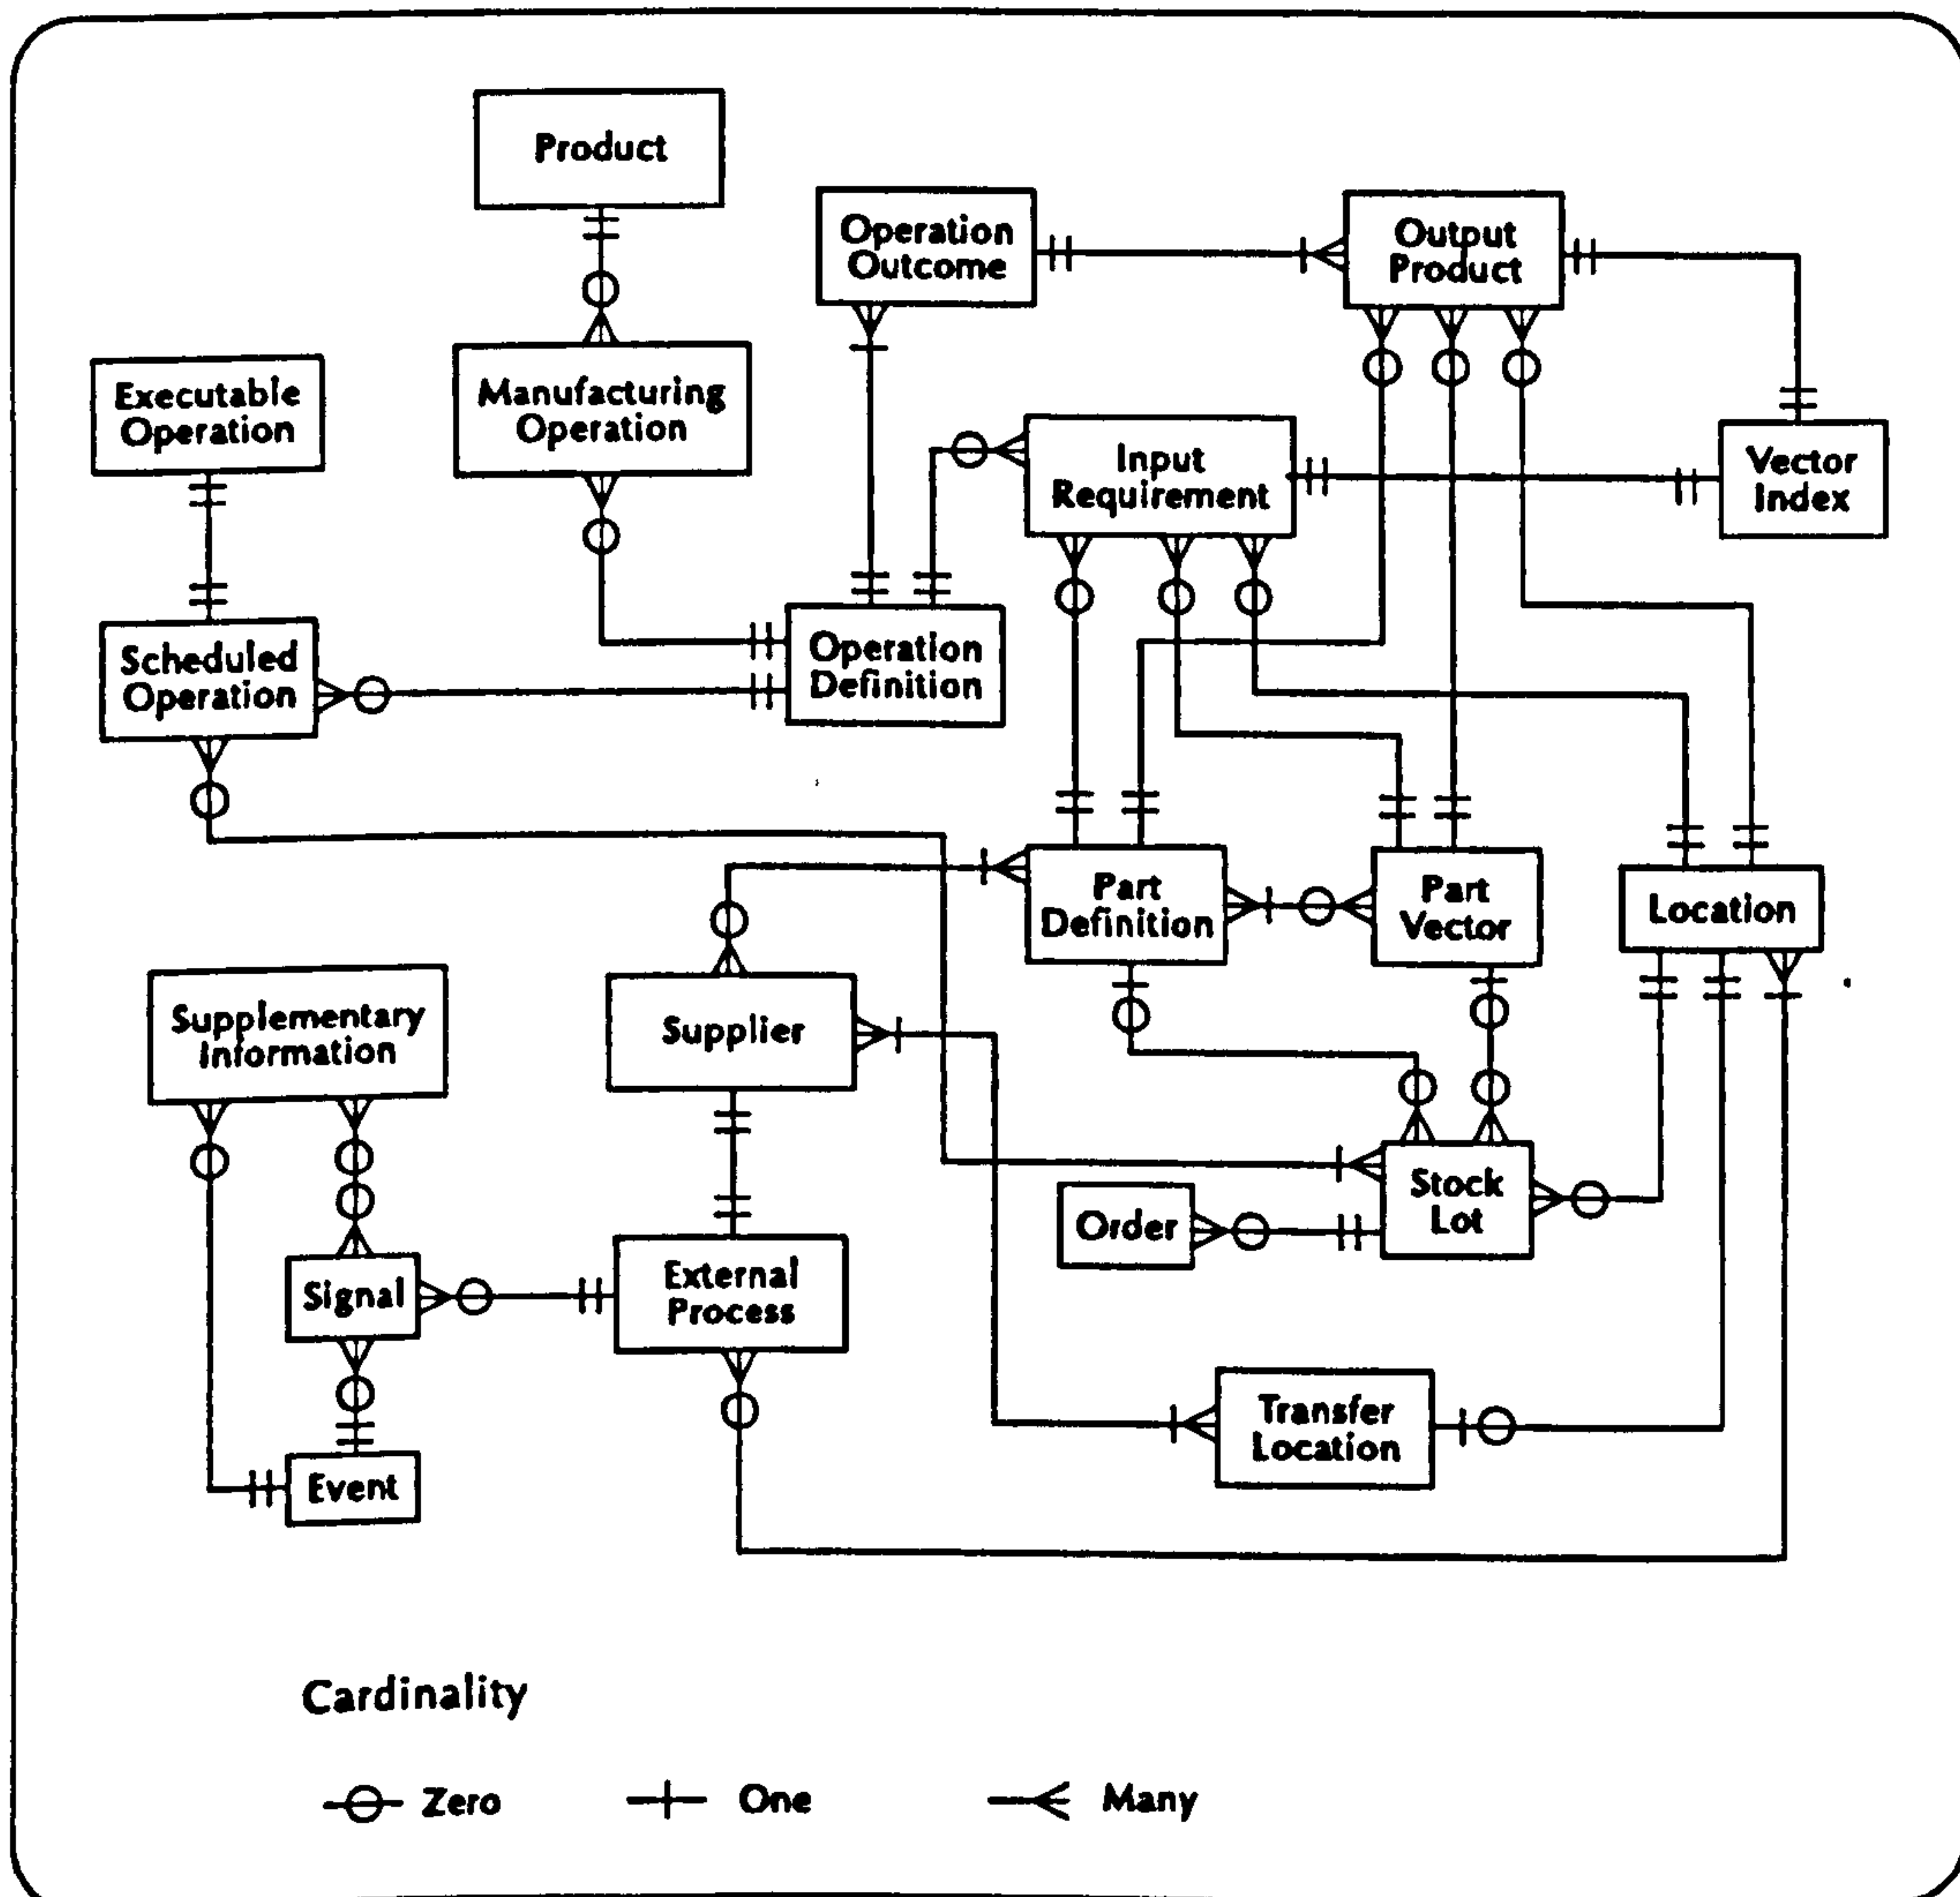 Product
Operation
Outcome
Output
Product
Executable
Operation
Manufacturing
Operation
Input
Requirement
Vector
Index
Scheduled
Operation
Operation
Definition
Part
Definition
Part
Vector
Location
Supplementary
Information
Supplier
Stock
Lot
Order
Signal
External
Process
Transfer
Location
Event
Cardinality
Zero
One
Many